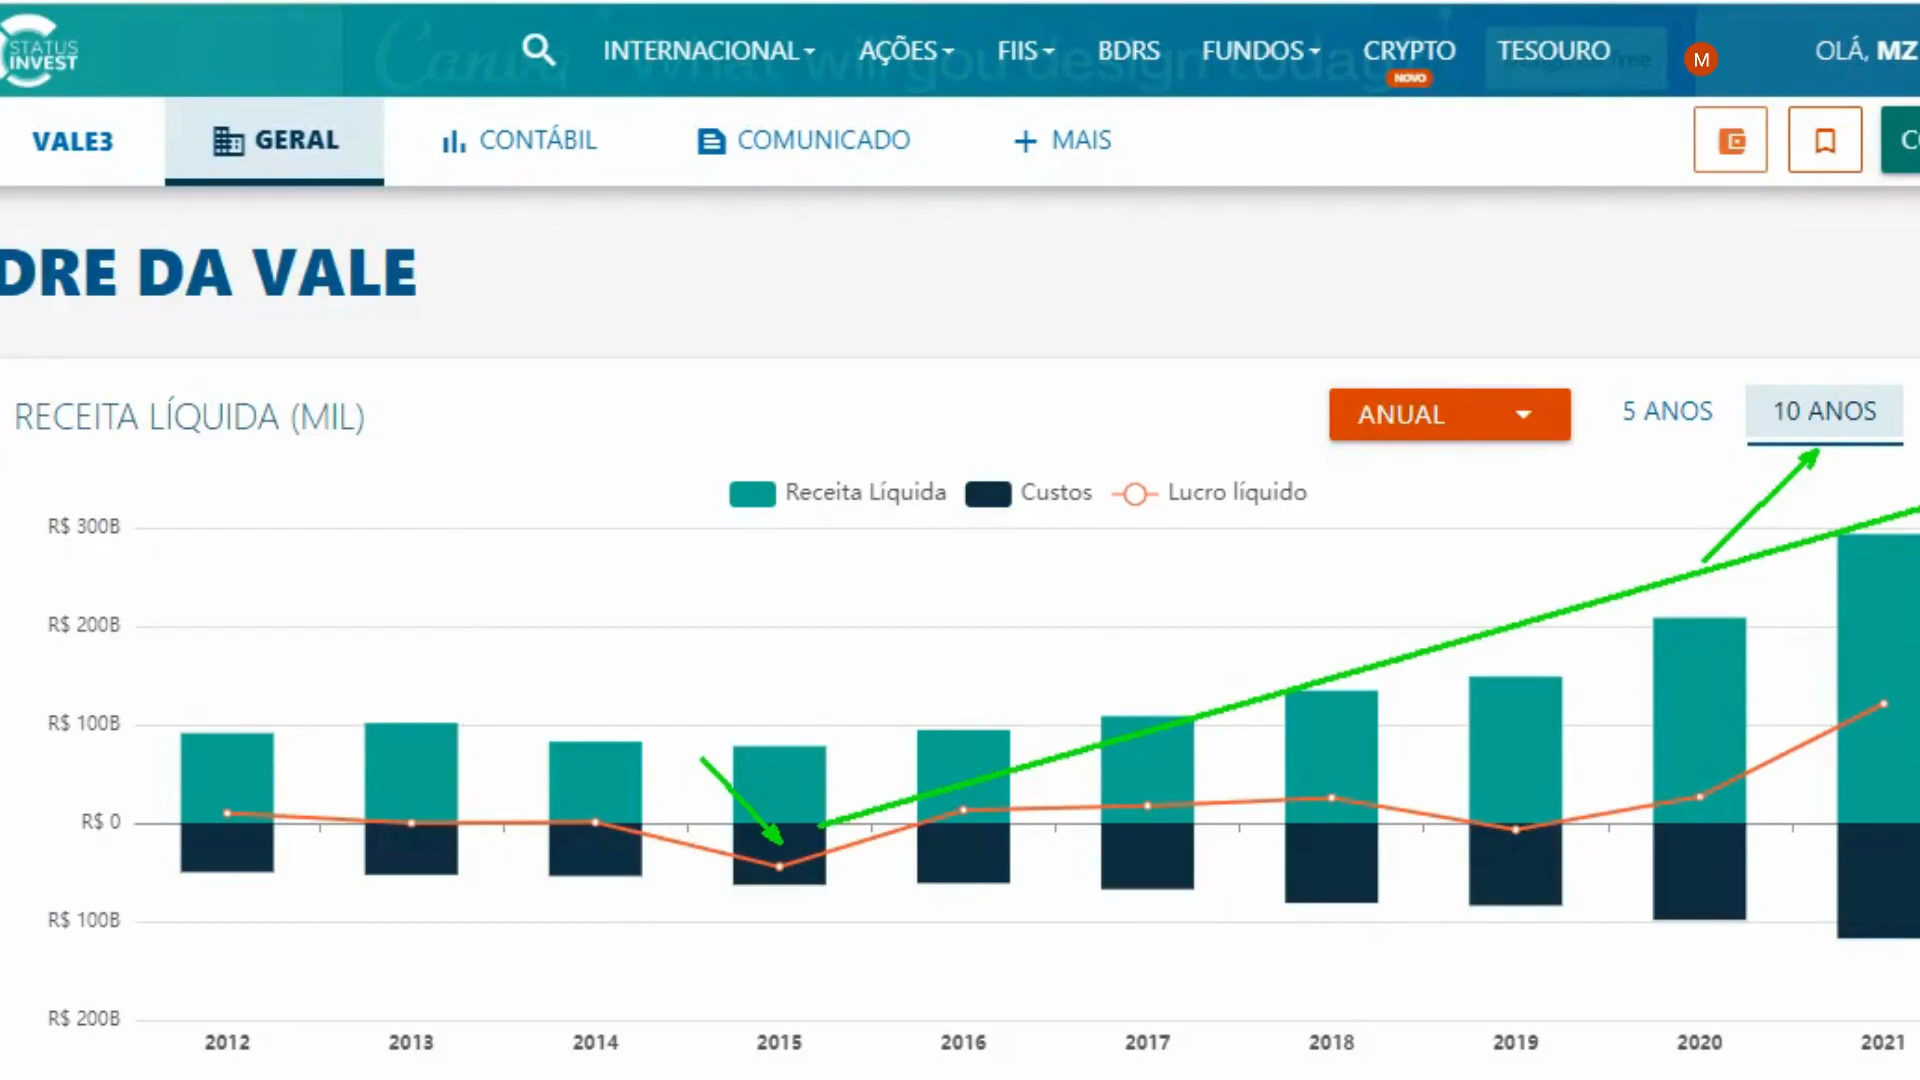 STATUS
INVEST
INTERNACIONAL
AÇÕES
FIIS
BDRS
FUNDOS
CRYPTO
NOVO
TESOURO
M
OLÁ, MZ
VALE3
GERAL
CONTÁBIL
COMUNICADO
MAIS
DRE DA VALE
RECEITA LÍQUIDA (MIL)
ANUAL
5 ANOS
10 ANOS
Receita Líquida
Custos
Lucro líquido
R$ 300B
R$ 200B
R$ 100B
R$ 0
R$ 100B
R$ 200B
2012
2013
2014
2015
2016
2017
2018
2019
2020
2021